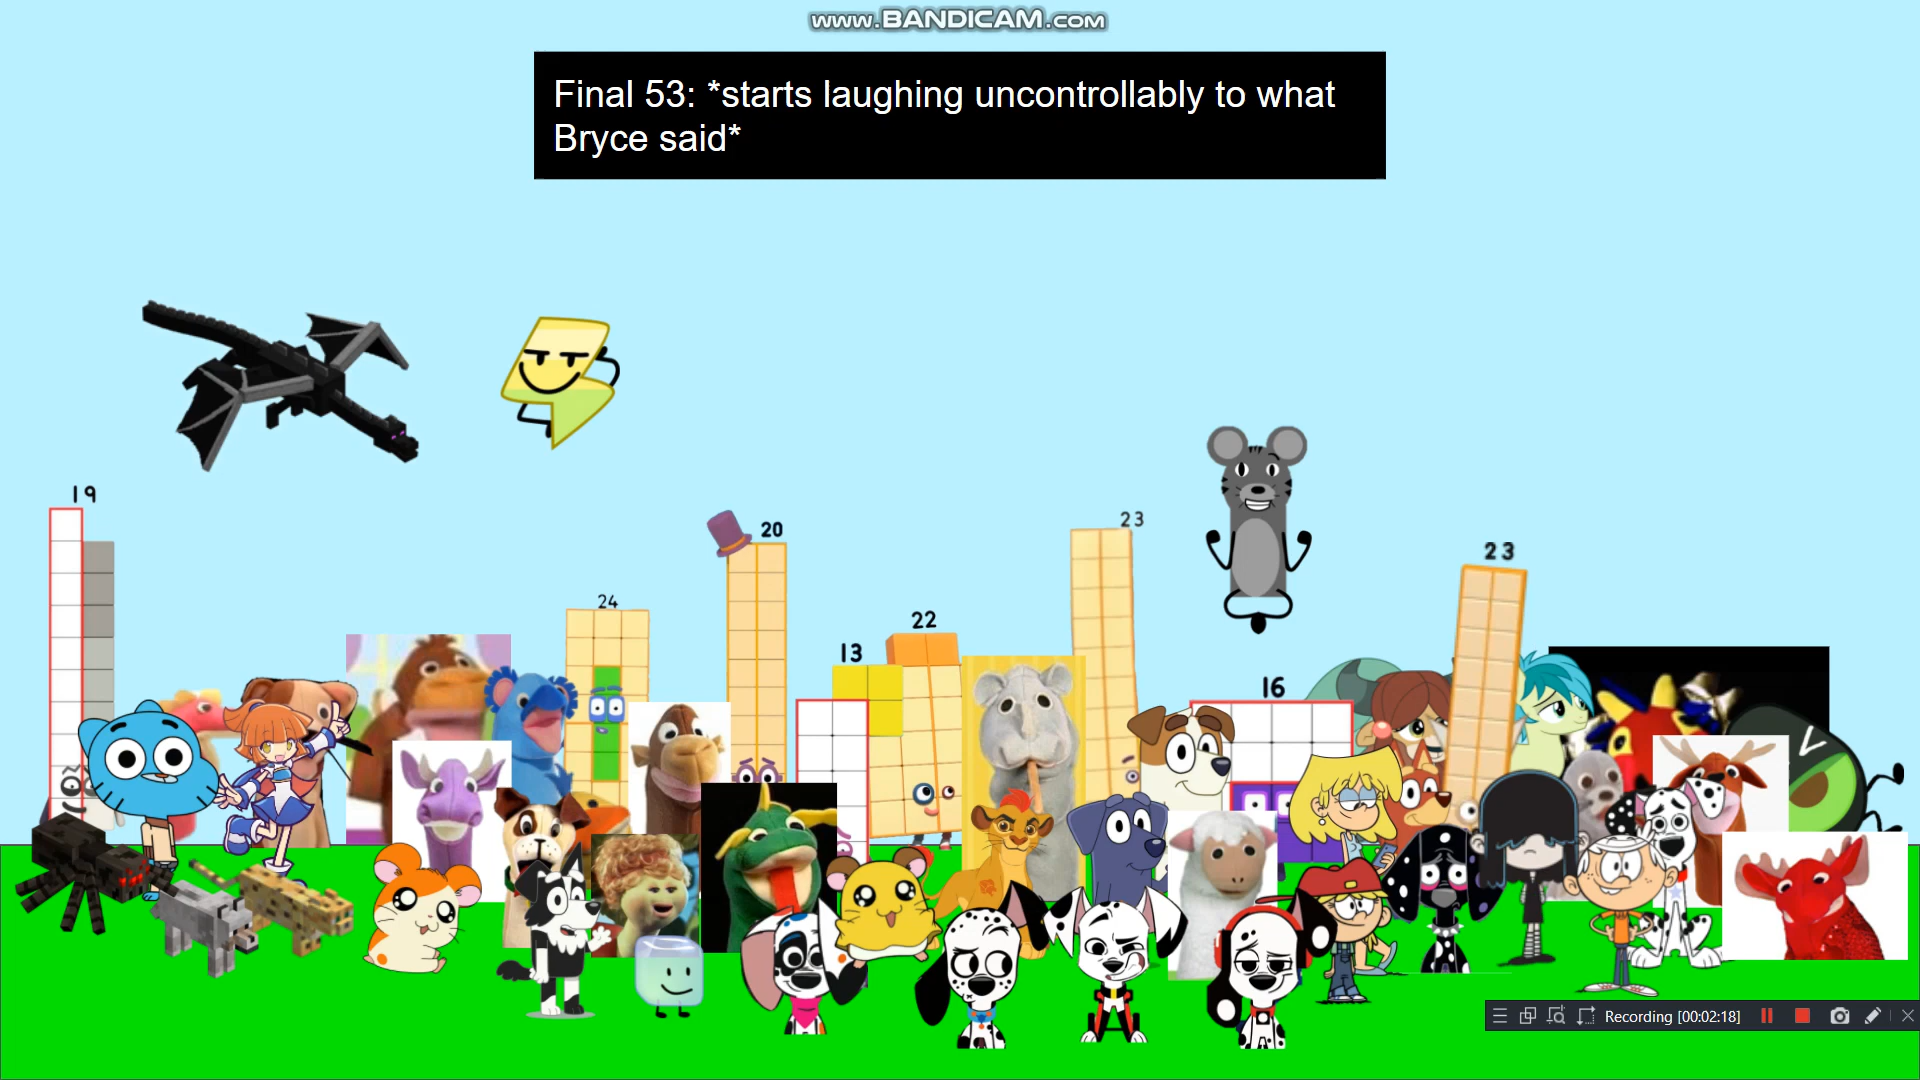 www.BANDICAM.com
Final 53: *starts laughing uncontrollably to what
Bryce said*
19
20
23
23
24
22
13
16
Recording [00:02:18]